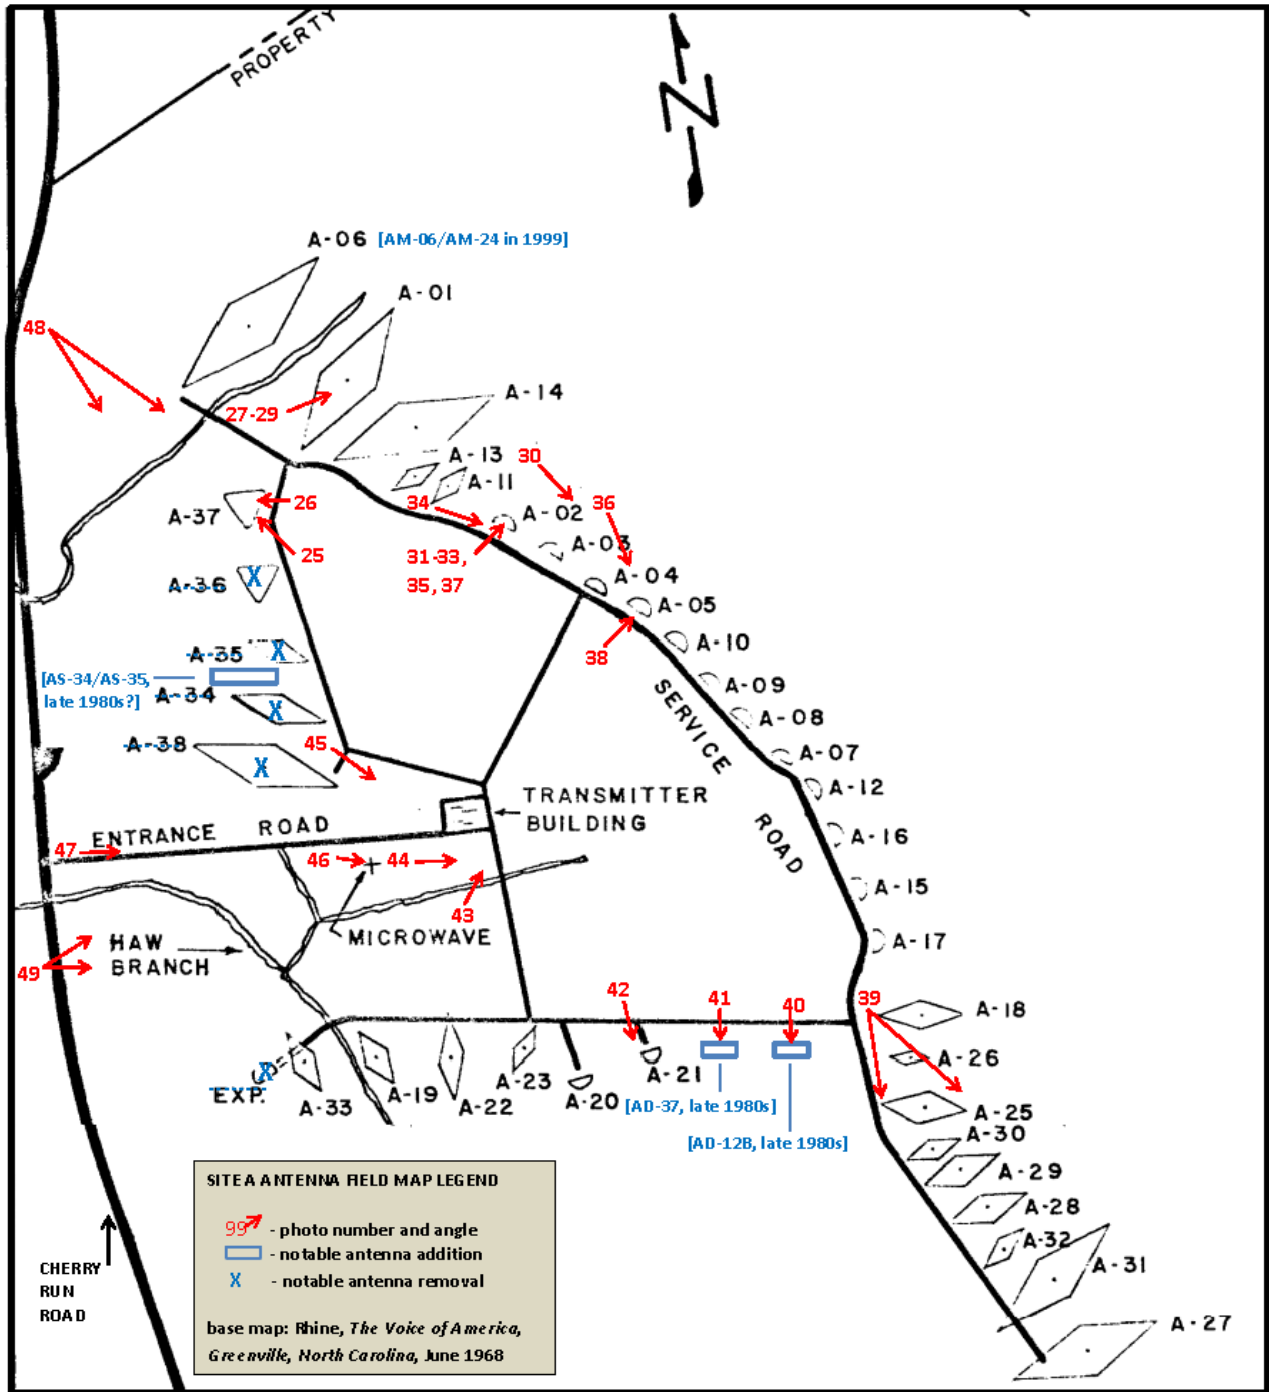 PROPERTY
N
A-06 [AM-06/AM-24 in 1999]
A-01
48
A-14
27-29
A-13
30
A-11
26
34
36
A-02
A-37
25
31-33,
35, 37
A-03
A-04
A-36
A-05
38
A-35
A-10
[AS-34/AS-35,
late 1980s?]
A-34
A-09
SERVICE ROAD
A-08
A-38
45
A-07
A-12
TRANSMITTER
BUILDING
ENTRANCE ROAD
A-16
47
46
44
A-15
43
MICROWAVE
A-17
HAW
BRANCH
49
42
41
40
39
A-18
A-26
EXP.
A-33
A-19
A-22
A-23
A-20
A-21
A-25
[AD-37, late 1980s]
A-30
[AD-12B, late 1980s]
A-29
A-28
A-32
A-31
A-27
CHERRY
RUN
ROAD
SITE A ANTENNA FIELD MAP LEGEND
99 - photo number and angle
- notable antenna addition
X - notable antenna removal
base map: Rhine, The Voice of America,
Greenville, North Carolina, June 1968